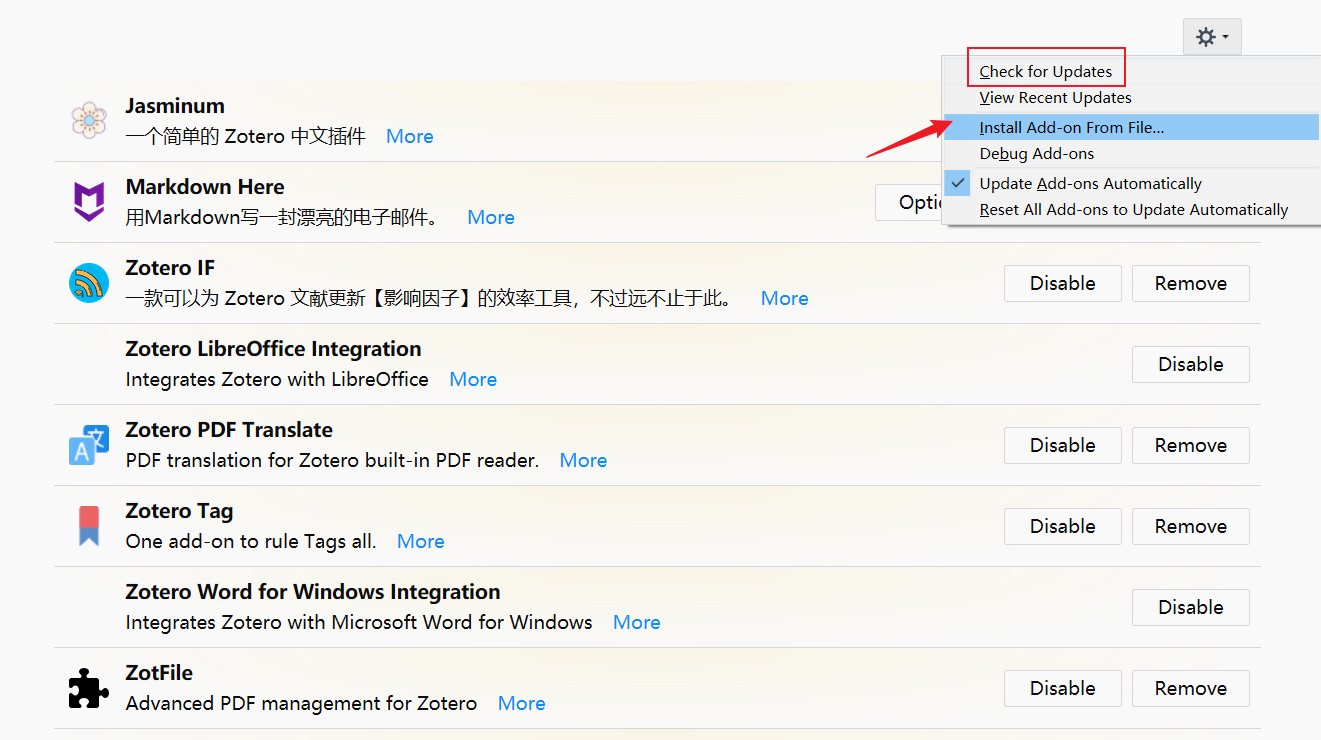 Check for Updates
View Recent Updates
Install Add-on From File...
Debug Add-ons
Update Add-ons Automatically
Reset All Add-ons to Update Automatically
Jasminum
一个简单的 Zotero 中文插件 More
Markdown Here
用Markdown写一封漂亮的电子邮件。 More
Optio
Zotero IF
一款可以为 Zotero 文献更新【影响因子】的效率工具，不过远不止于此。 More
Disable Remove
Zotero LibreOffice Integration
Integrates Zotero with LibreOffice More
Disable
Zotero PDF Translate
PDF translation for Zotero built-in PDF reader. More
Disable Remove
Zotero Tag
One add-on to rule Tags all. More
Disable Remove
Zotero Word for Windows Integration
Integrates Zotero with Microsoft Word for Windows More
Disable
ZotFile
Advanced PDF management for Zotero More
Disable Remove